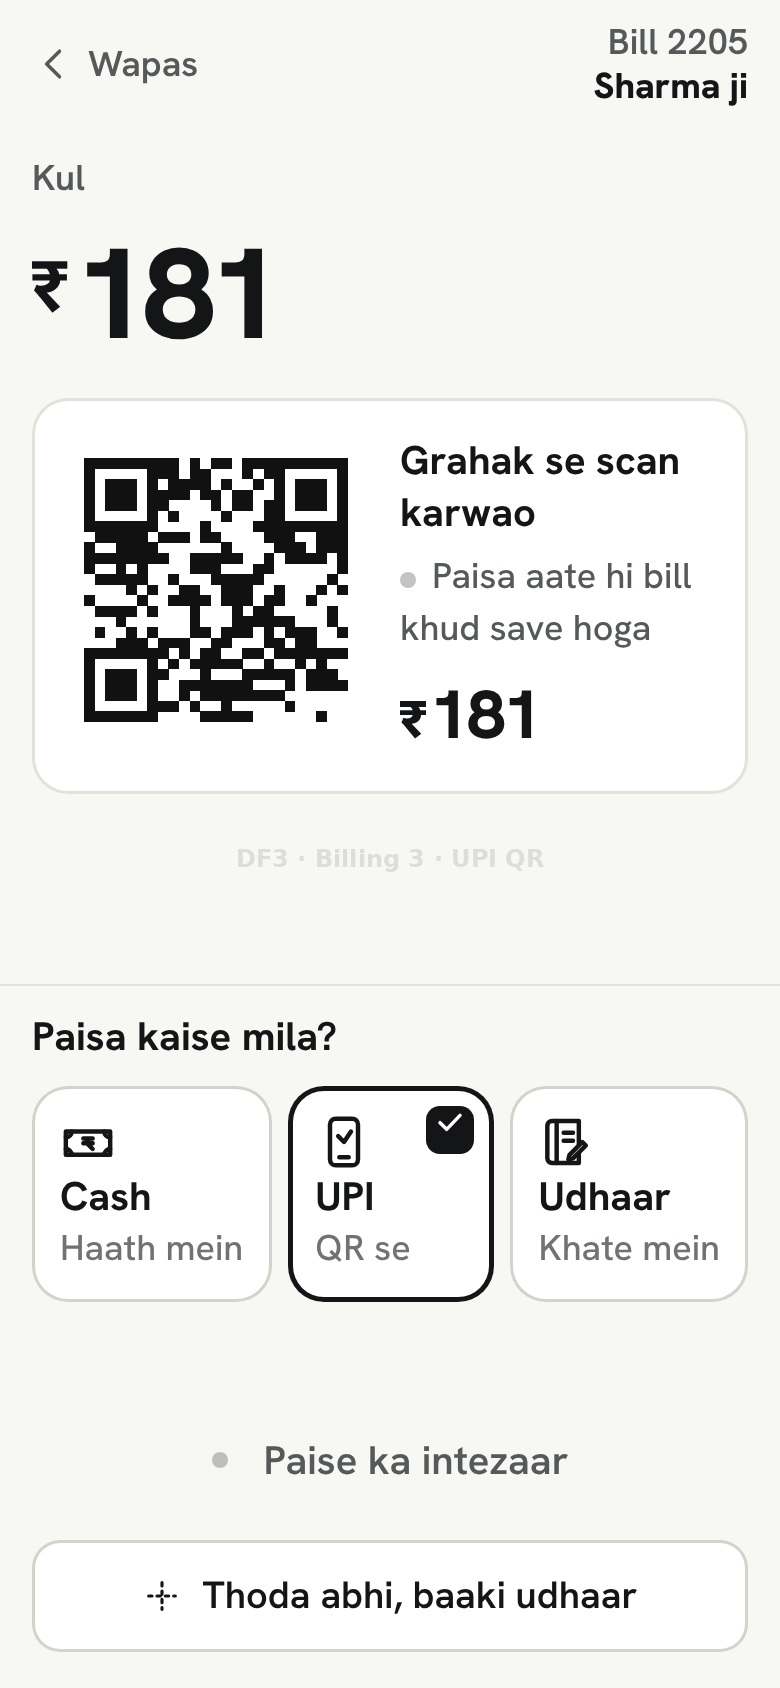 Wapas
Bill 2205
Sharma ji
Kul
₹181
Grahak se scan
karwao
Paisa aate hi bill
khud save hoga
₹181
DF3 · Billing 3 · UPI QR
Paisa kaise mila?
Cash
Haath mein
UPI
QR se
Udhaar
Khate mein
Paise ka intezaar
Thoda abhi, baaki udhaar